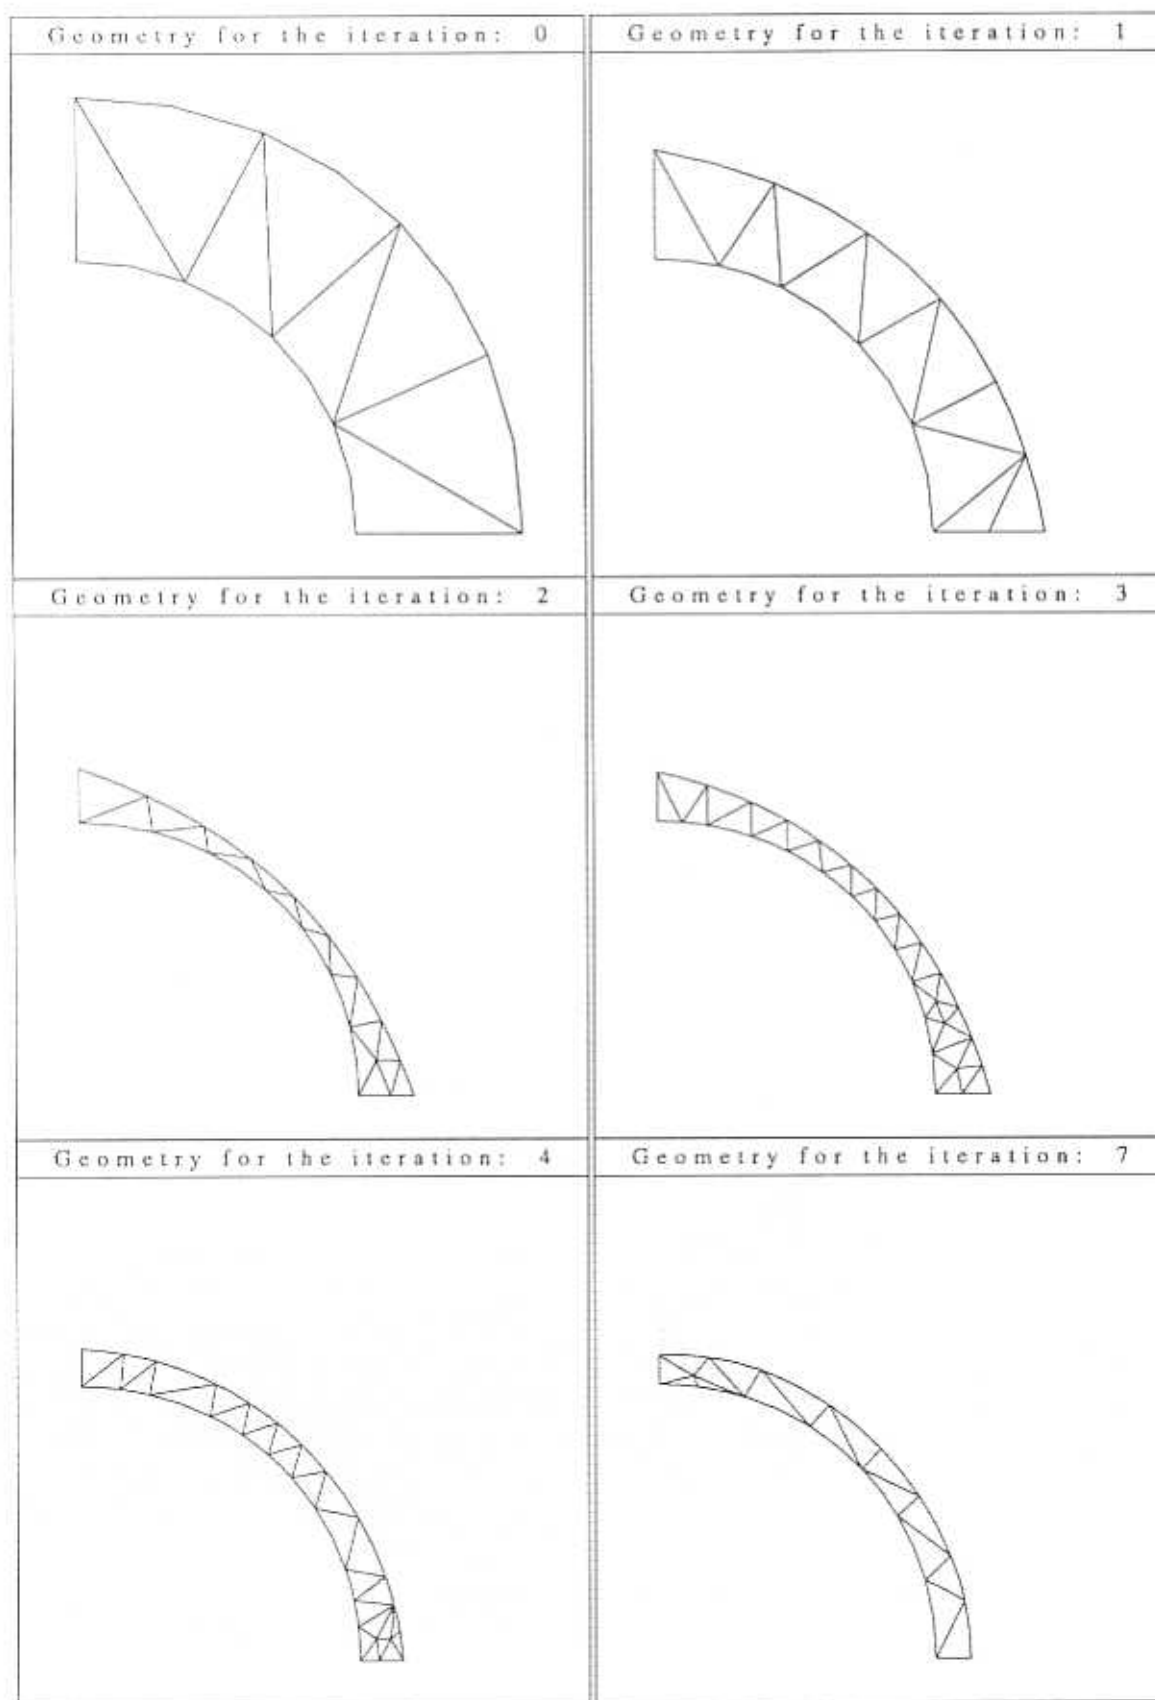 Geometry for the iteration: 0
Geometry for the iteration: 1
Geometry for the iteration: 2
Geometry for the iteration: 3
Geometry for the iteration: 4
Geometry for the iteration: 7